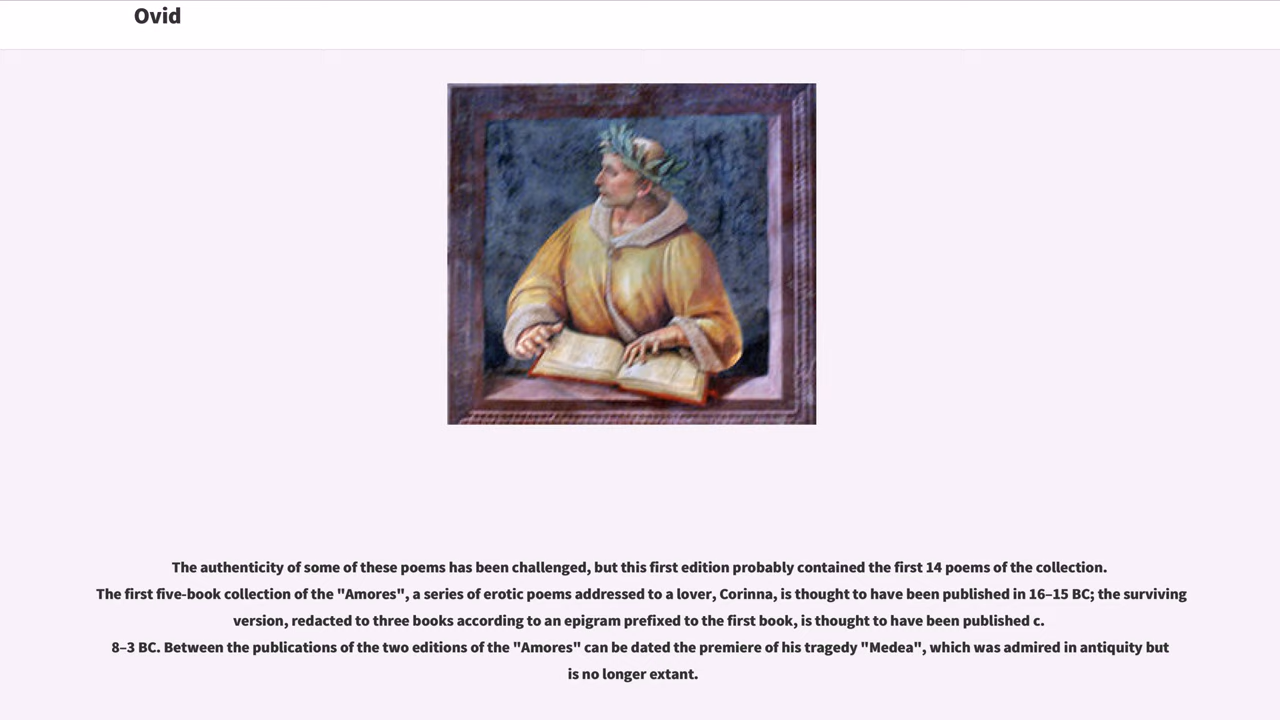 Ovid
The authenticity of some of these poems has been challenged, but this first edition probably contained the first 14 poems of the collection.
The first five-book collection of the "Amores", a series of erotic poems addressed to a lover, Corinna, is thought to have been published in 16–15 BC; the surviving
version, redacted to three books according to an epigram prefixed to the first book, is thought to have been published c.
8–3 BC. Between the publications of the two editions of the "Amores" can be dated the premiere of his tragedy "Medea", which was admired in antiquity but
is no longer extant.